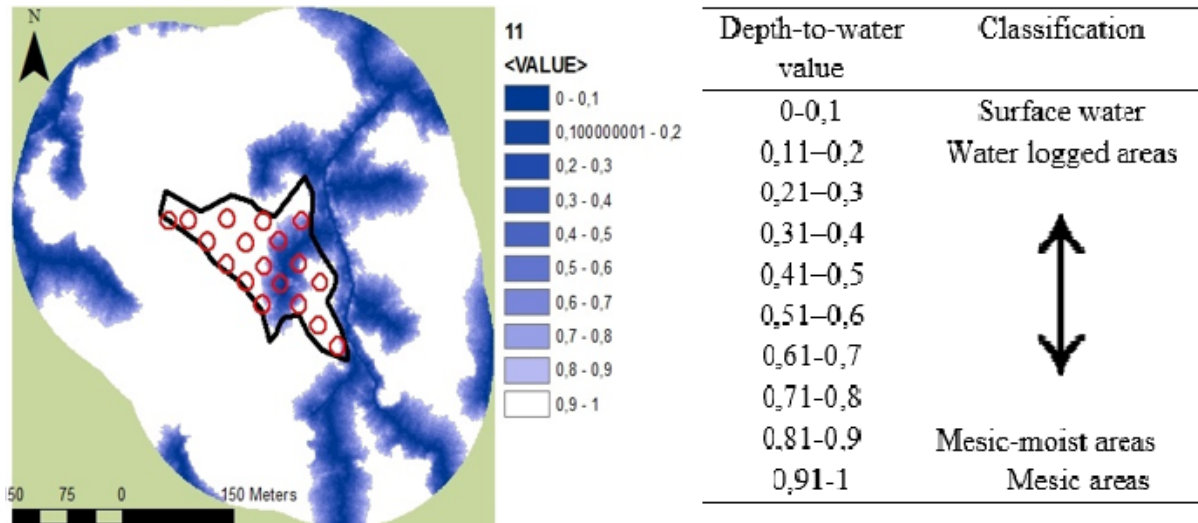 N
11
<VALUE>
0 - 0,1
0,100000001 - 0,2
0,2 - 0,3
0,3 - 0,4
0,4 - 0,5
0,5 - 0,6
0,6 - 0,7
0,7 - 0,8
0,8 - 0,9
0,9 - 1
50 75 0 150 Meters
Depth-to-water Classification
value
0-0,1 Surface water
0,11–0,2 Water logged areas
0,21–0,3
0,31–0,4
0,41–0,5
0,51–0,6
0,61-0,7
0,71-0,8
0,81-0,9 Mesic-moist areas
0,91-1 Mesic areas